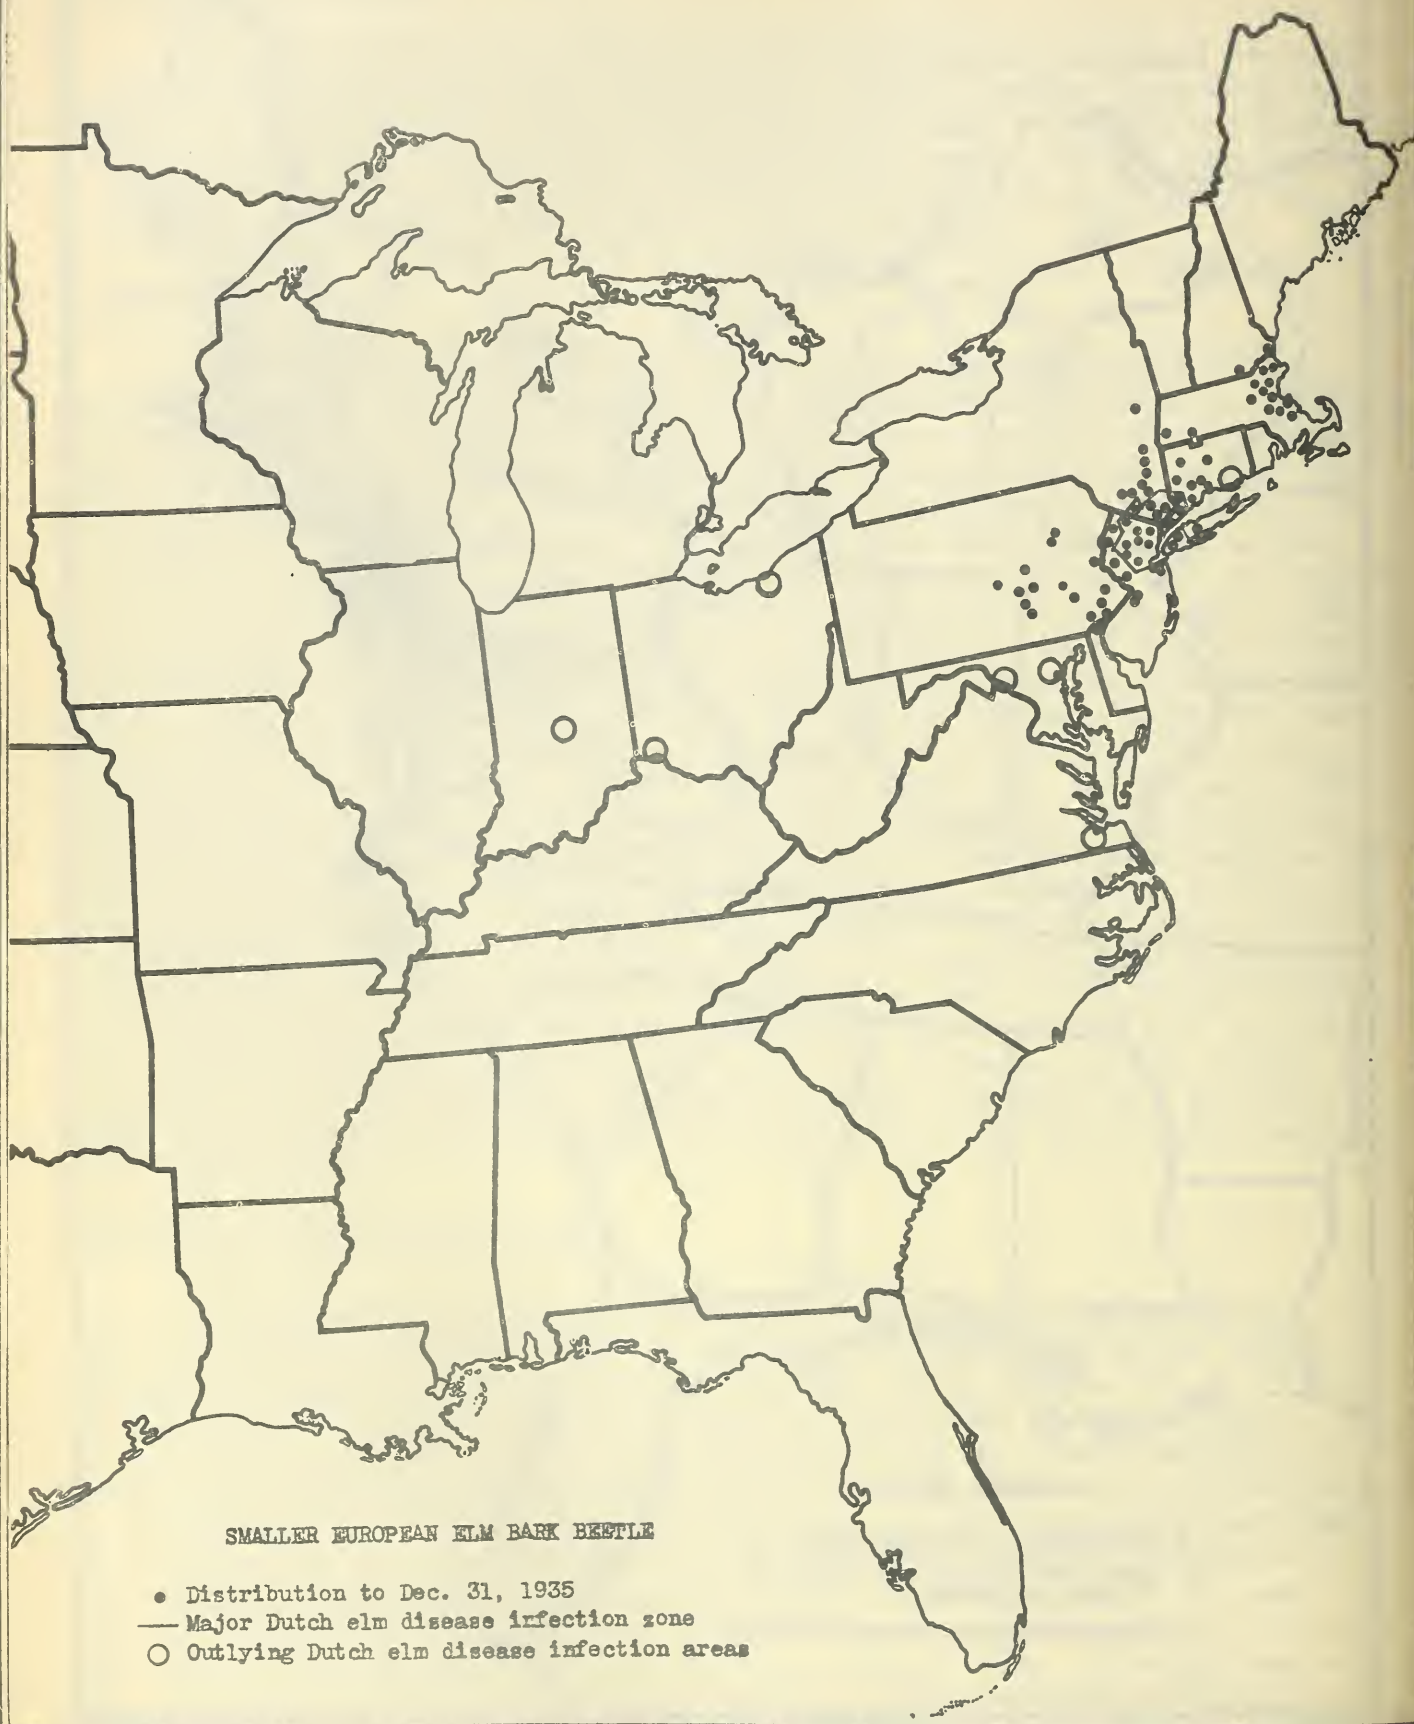 SMALLER EUROPEAN ELM BARK BEETLE
Distribution to Dec. 31, 1935
Major Dutch elm disease infection zone
Outlying Dutch elm disease infection areas